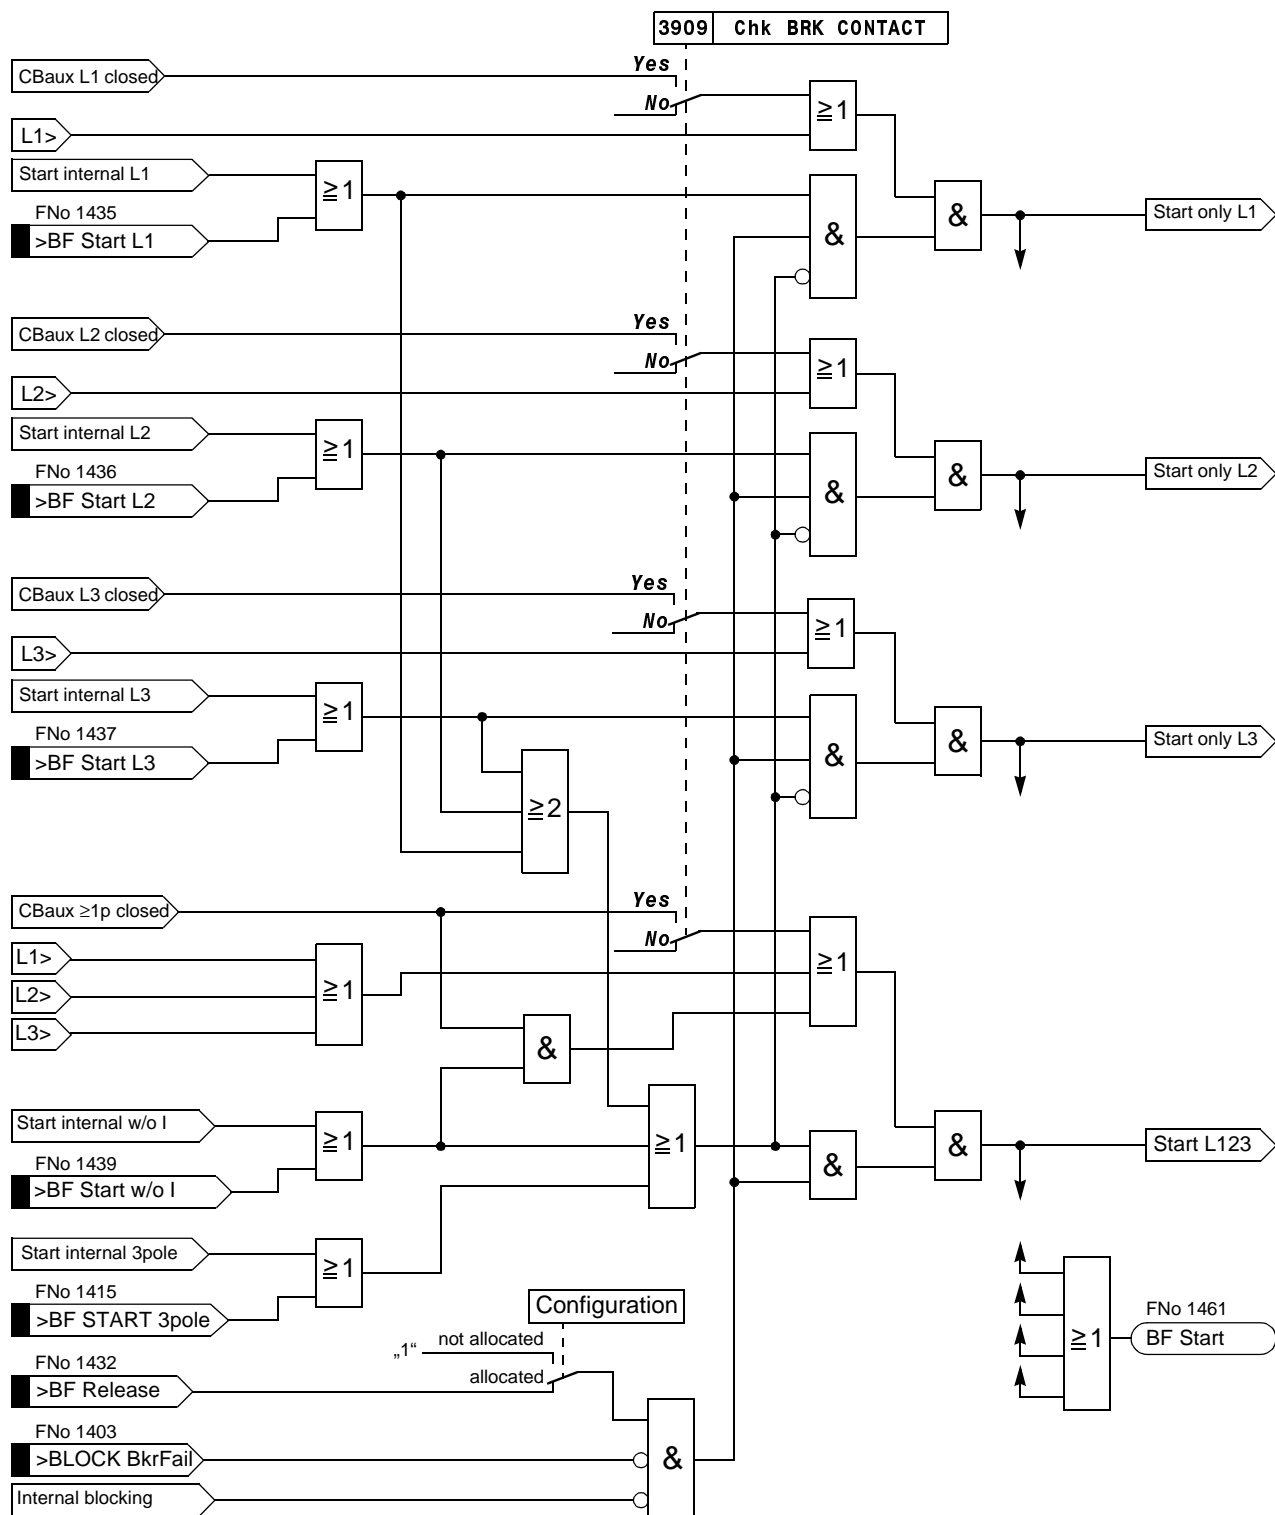 3909 Chk BRK CONTACT
Yes
CBaux L1 closed
No
≧1
L1>
Start internal L1
≧1
FNo 1435
>BF Start L1
&
&
Start only L1
Yes
CBaux L2 closed
No
≧1
L2>
Start internal L2
≧1
FNo 1436
>BF Start L2
&
&
Start only L2
Yes
CBaux L3 closed
No
≧1
L3>
Start internal L3
≧1
FNo 1437
>BF Start L3
&
&
Start only L3
≧2
Yes
CBaux ≥1p closed
No
L1>
≧1
L2>
≧1
L3>
&
Start internal w/o I
≧1
FNo 1439
>BF Start w/o I
≧1
&
&
Start L123
Start internal 3pole
≧1
FNo 1415
>BF START 3pole
Configuration
FNo 1461
≧1
BF Start
„1“
not allocated
FNo 1432
allocated
>BF Release
FNo 1403
>BLOCK BkrFail
&
Internal blocking